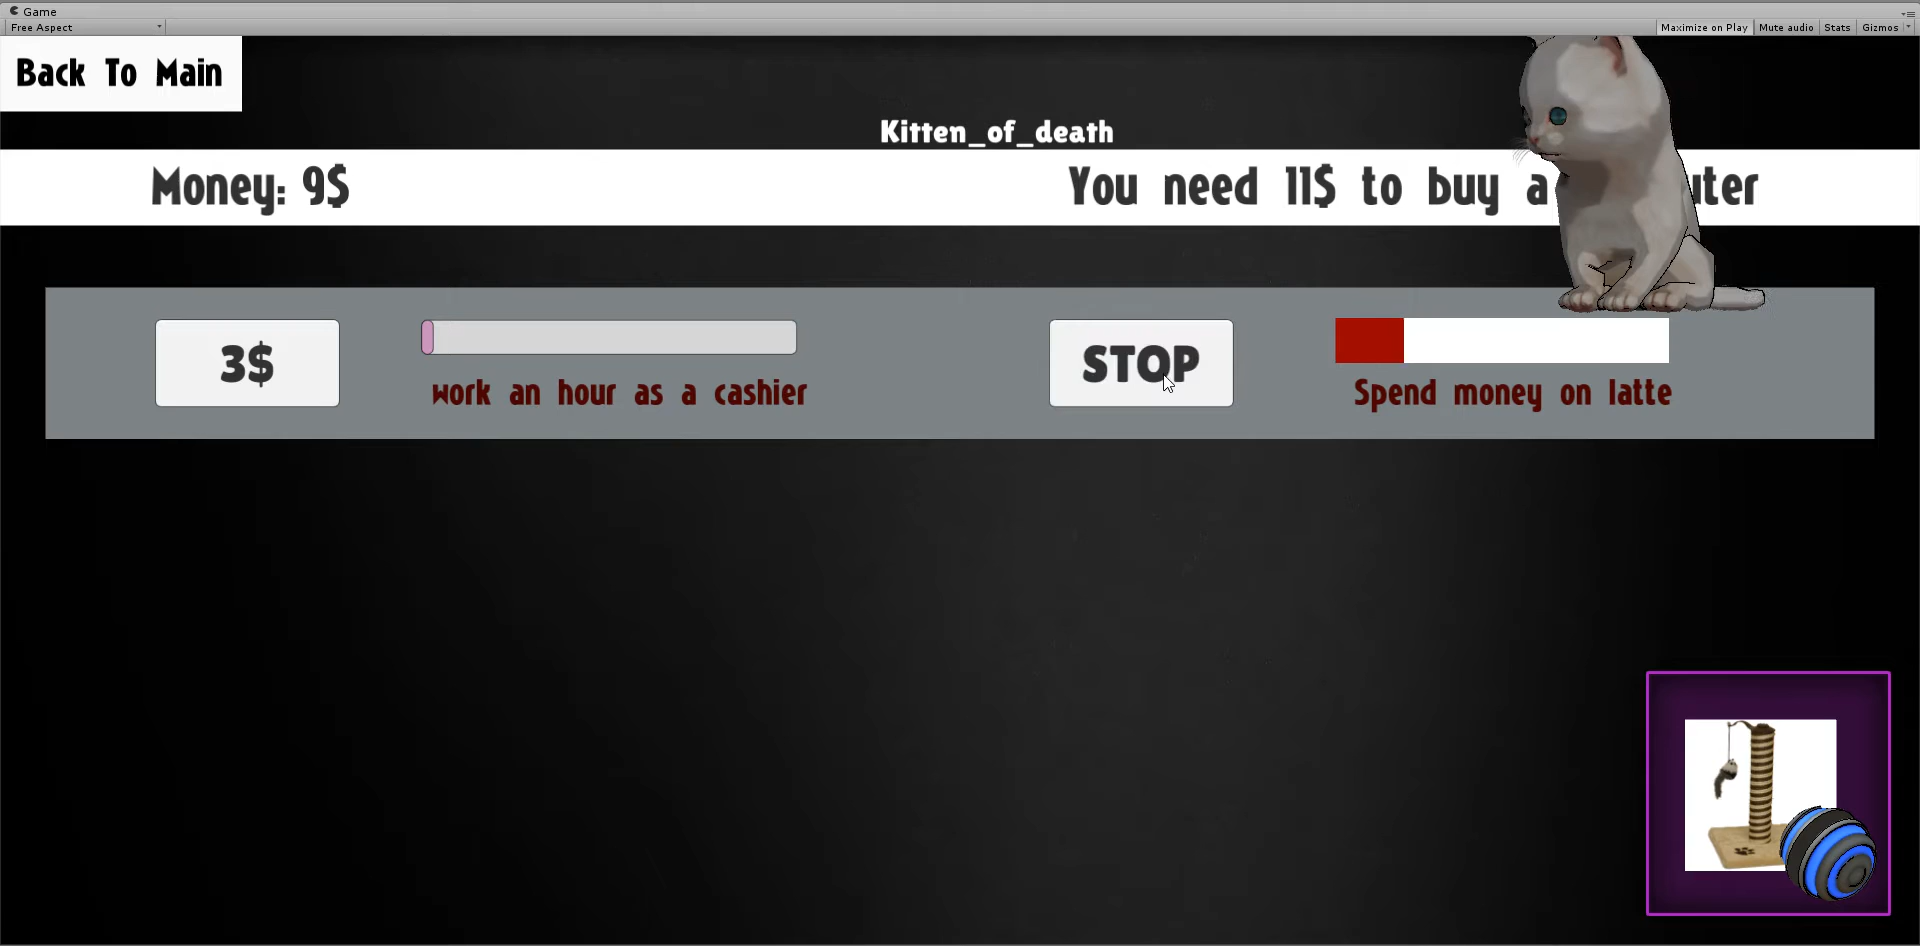 Game
Free Aspect
Maximize on Play Mute audio Stats Gizmos
Back To Main
Kitten_of_death
Money: 9$
You need 11$ to buy a
3$
work an hour as a cashier
STOP
Spend money on latte